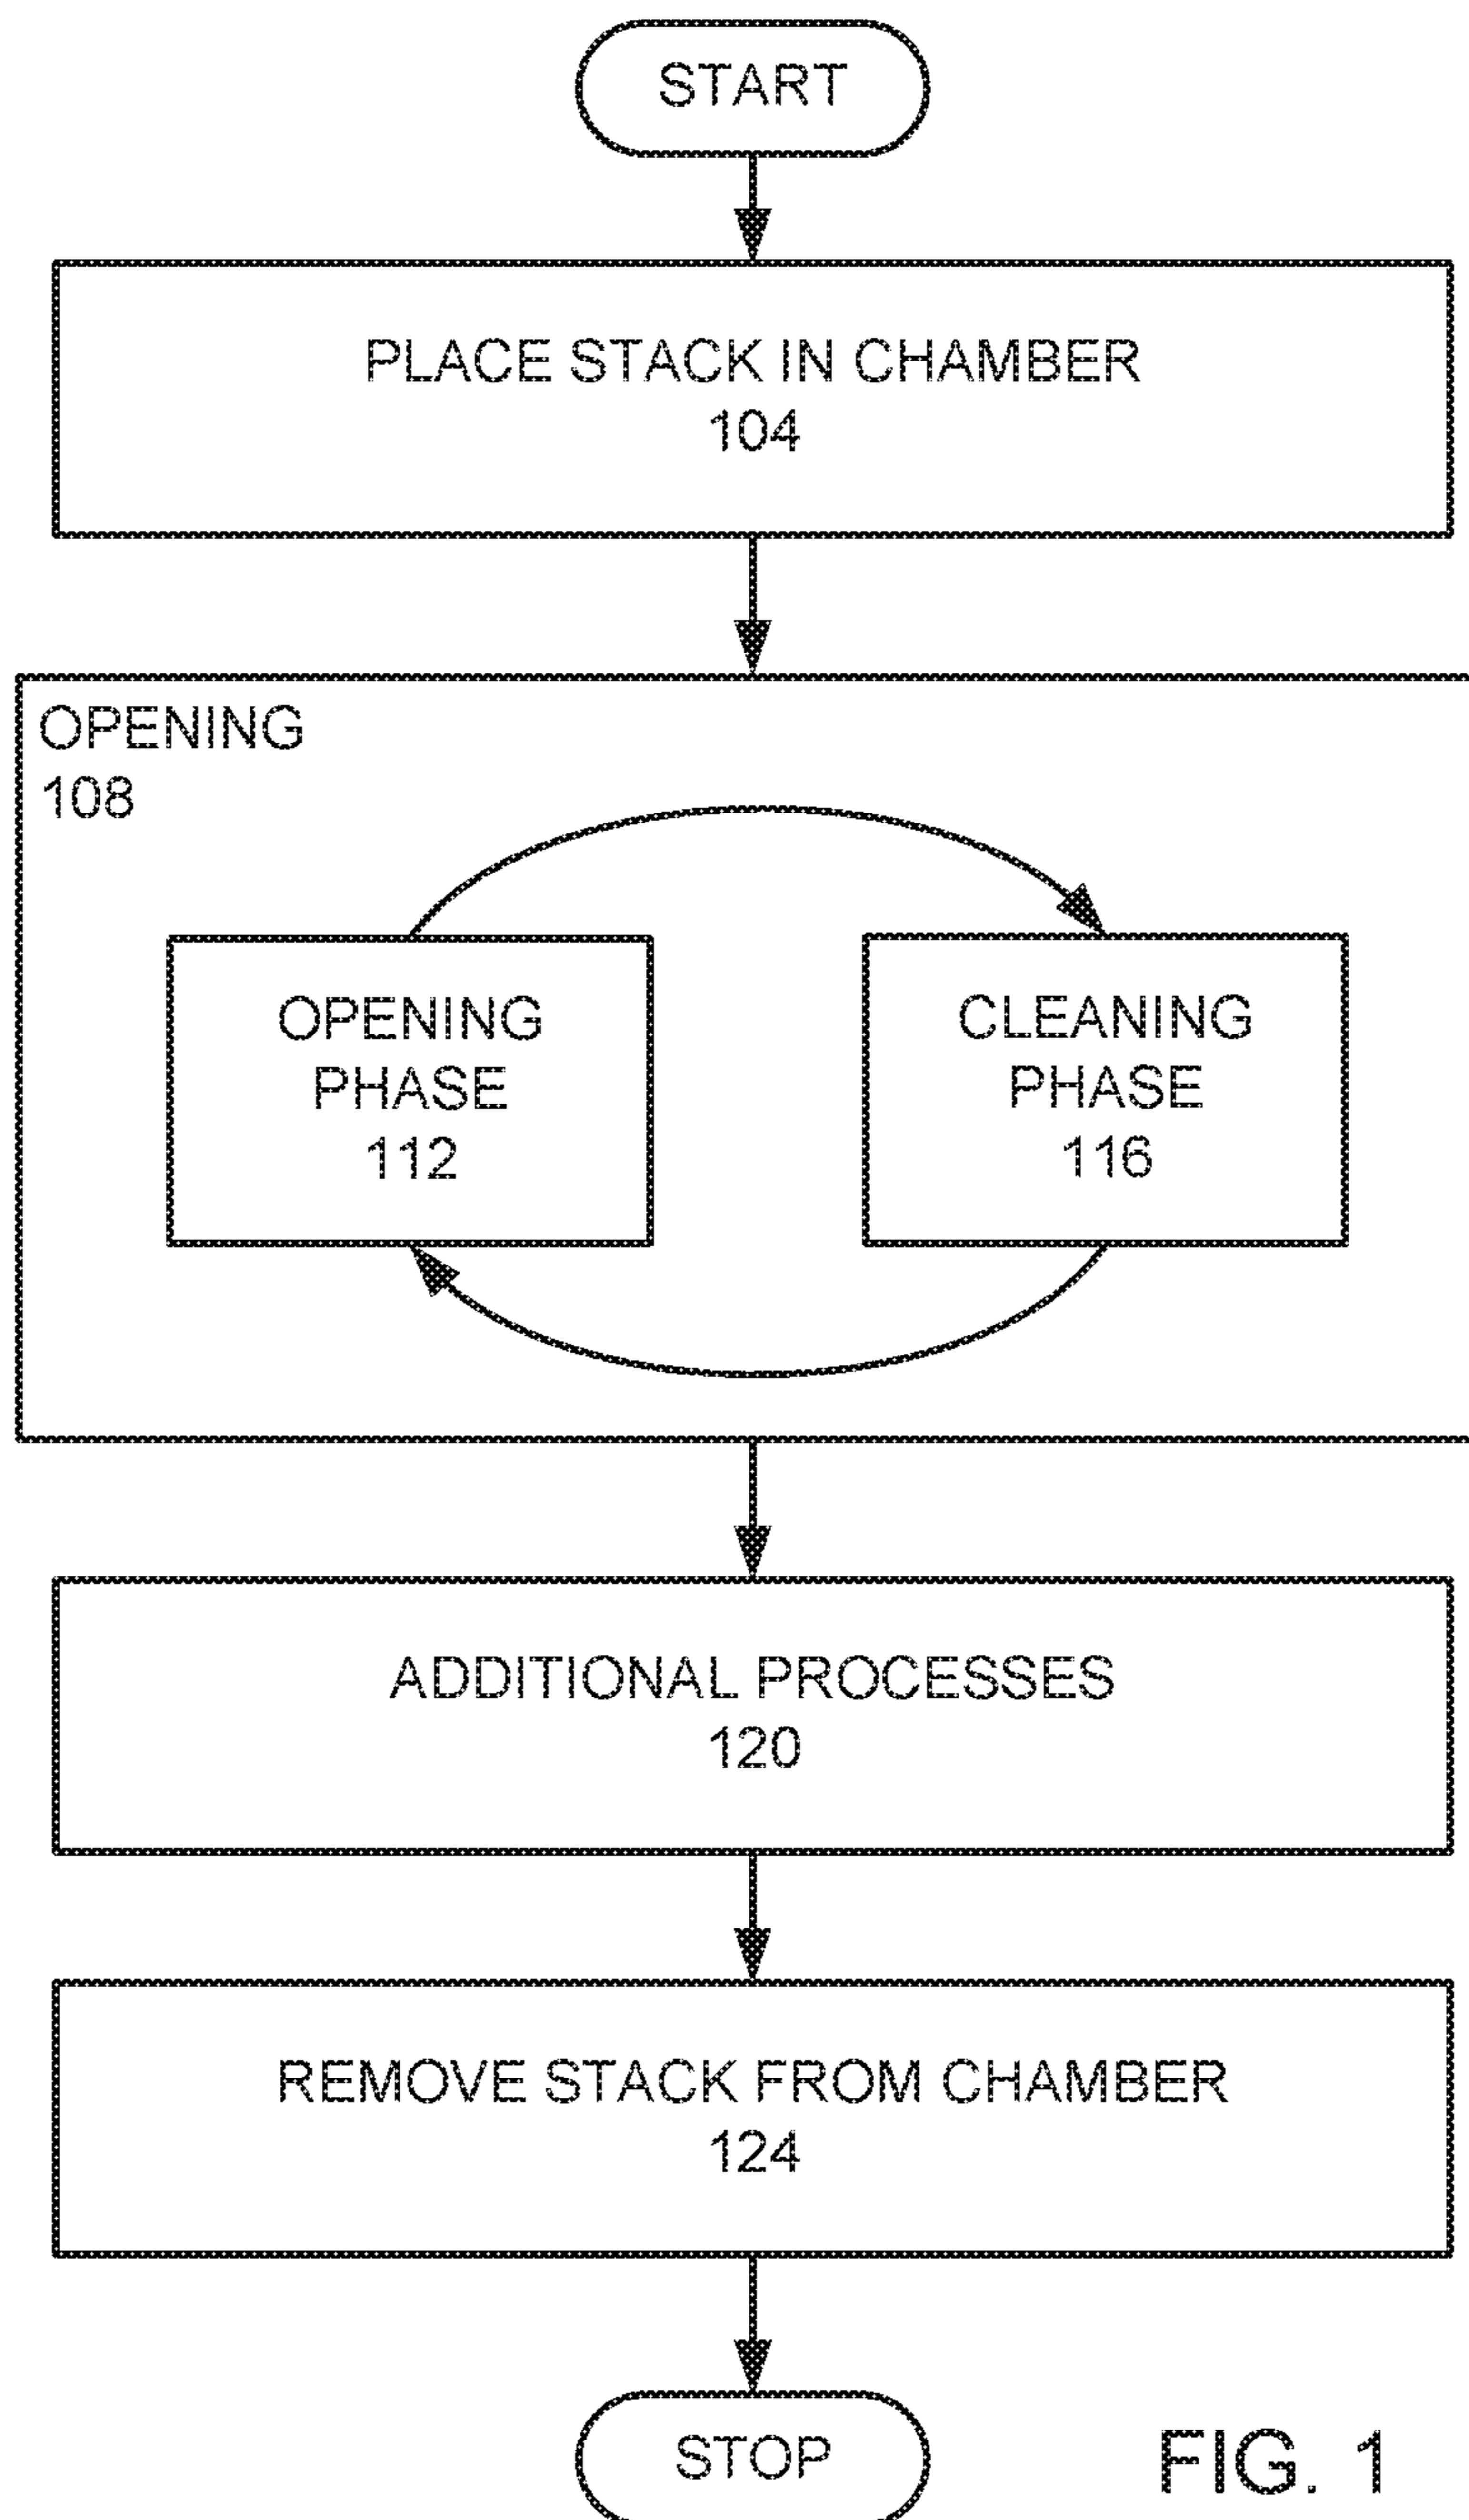 START
PLACE STACK IN CHAMBER
104
OPENING
108
OPENING
PHASE
112
CLEANING
PHASE
116
ADDITIONAL PROCESSES
120
REMOVE STACK FROM CHAMBER
124
STOP
FIG. 1